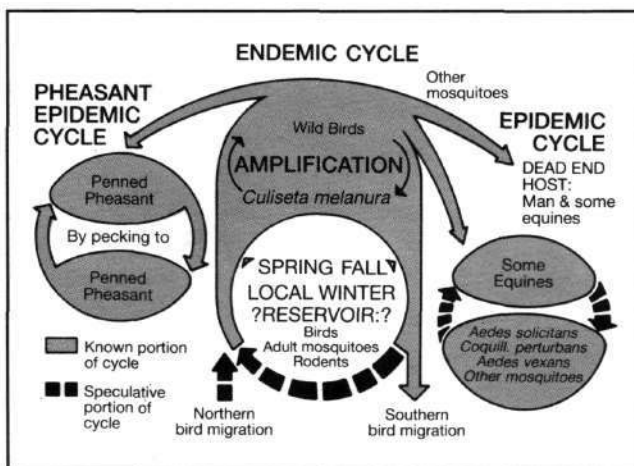 ENDEMIC CYCLE
PHEASANT
EPIDEMIC
CYCLE
Penned
Pheasant
By pecking to
Penned
Pheasant
Wild Birds
AMPLIFICATION
Culiseta melanura
SPRING FALL
LOCAL WINTER
?RESERVOIR:?
Birds
Adult mosquitoes
Rodents
Other
mosquitoes
EPIDEMIC
CYCLE
DEAD END
HOST:
Man & some
equines
Some
Equines
Aedes solicitans
Coquill. perturbans
Aedes vexans
Other mosquitoes
Known portion
of cycle
Speculative
portion of
cycle
Northern
bird migration
Southern
bird migration